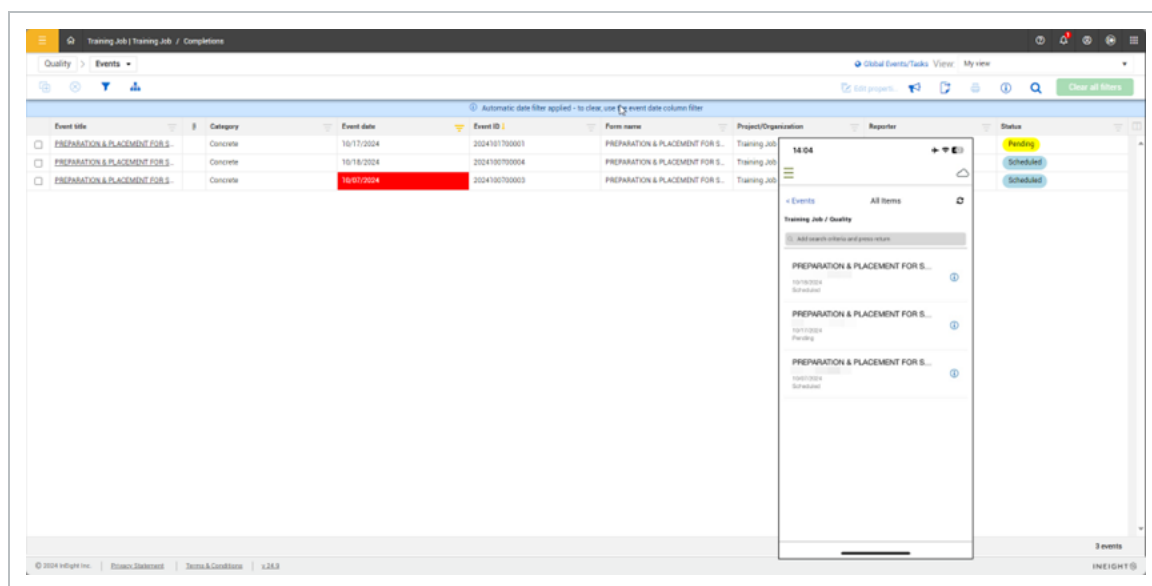 Training Job | Training Job / Completions
Quality > Events
Global Events/Tasks View: My view
Edit properti... Clear all filters
Automatic date filter applied - to clear, use the event date column filter
Event title Category Event date Event ID Form name Project/Organization Reporter Status
PREPARATION & PLACEMENT FOR S... Concrete 10/17/2024 2024101700001 PREPARATION & PLACEMENT FOR S... Training Job Pending
PREPARATION & PLACEMENT FOR S... Concrete 10/18/2024 2024100700004 PREPARATION & PLACEMENT FOR S... Training Job Scheduled
PREPARATION & PLACEMENT FOR S... Concrete 10/07/2024 2024100700003 PREPARATION & PLACEMENT FOR S... Training Job Scheduled
14:04
< Events All Items
Training Job / Quality
Add search criteria and press return
PREPARATION & PLACEMENT FOR S...
10/18/2024
Scheduled
PREPARATION & PLACEMENT FOR S...
10/17/2024
Pending
PREPARATION & PLACEMENT FOR S...
10/07/2024
Scheduled
3 events
© 2024 InEight Inc. | Privacy Statement | Terms & Conditions | v.24.9
INEIGHT